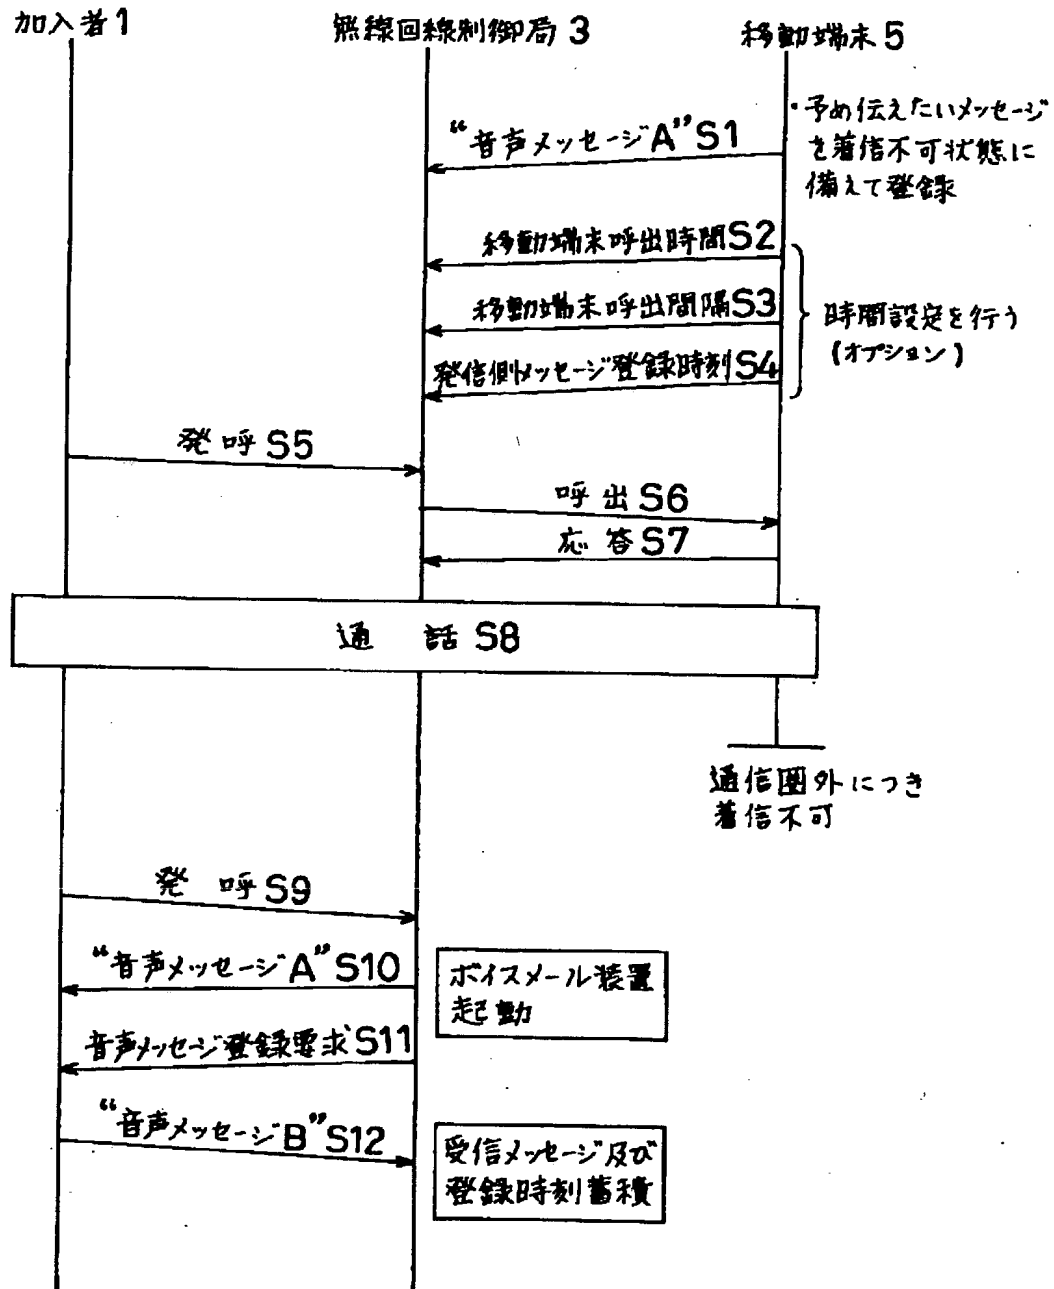 加入者1
無線回線制御局 3
移動端末 5
・予め伝えたいメッセージ
を着信不可状態に
備えて登録
“音声メッセージA”S1
移動端末呼出時間S2
移動端末呼出間隔S3
発信側メッセージ登録時刻S4
時間設定を行う
(オプション)
発呼 S5
呼出S6
応答S7
通話 S8
通信圏外につき
着信不可
発呼S9
“音声メッセージA”S10
ボイスメール装置
起動
音声メッセージ登録要求S11
“音声メッセージB”S12
受信メッセージ及び
登録時刻蓄積